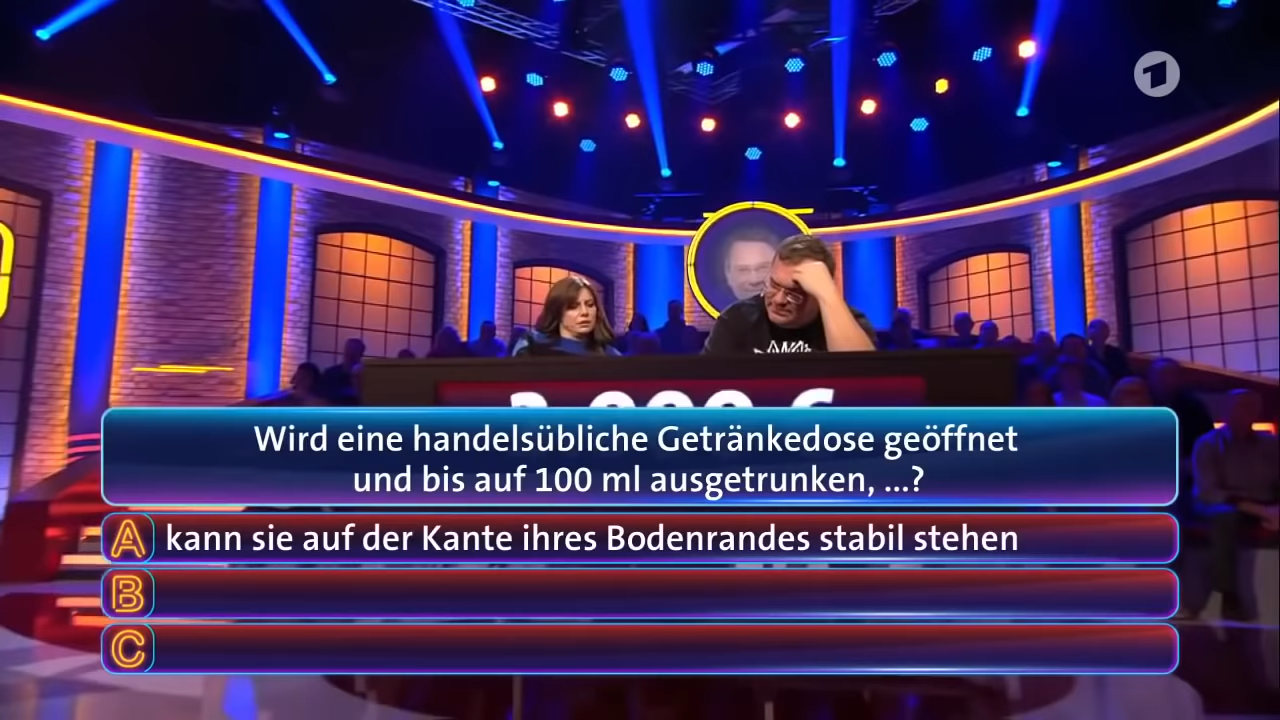 Wird eine handelsübliche Getränkedose geöffnet
und bis auf 100 ml ausgetrunken, ...?
A kann sie auf der Kante ihres Bodenrandes stabil stehen
B
C